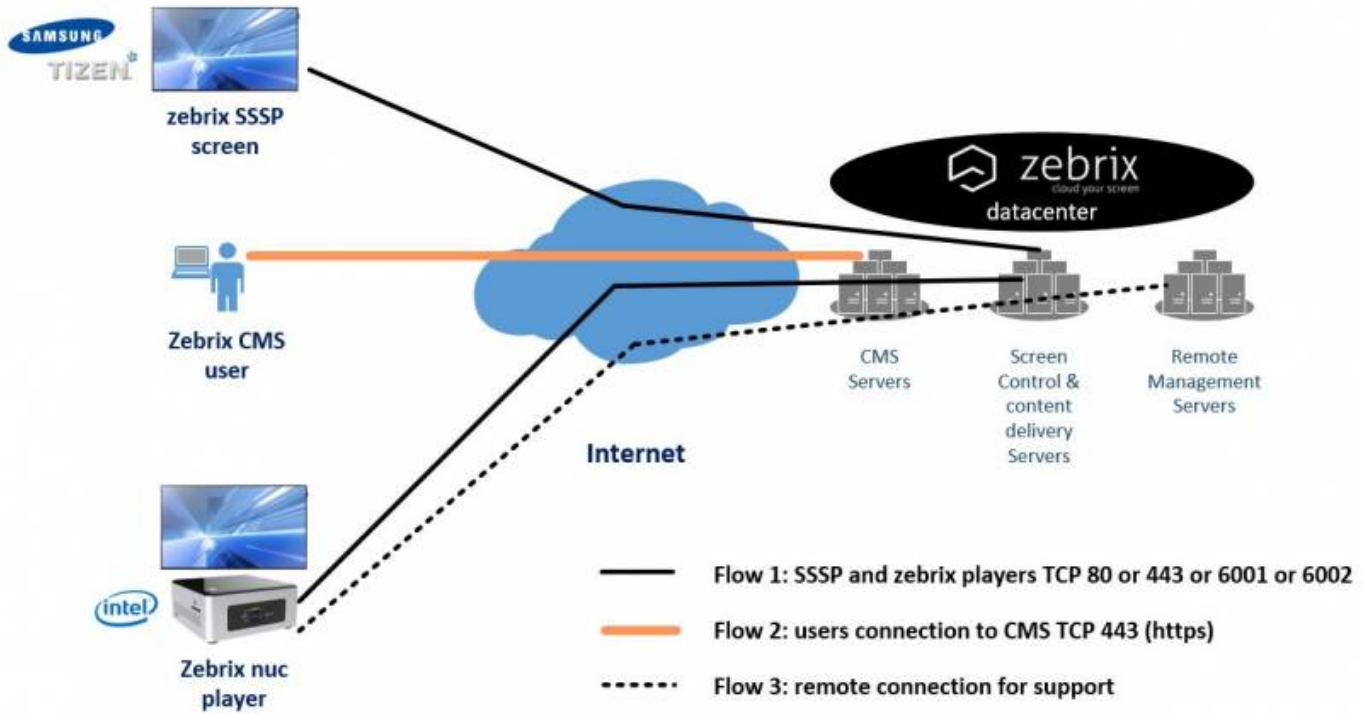 SAMSUNG
TIZEN
zebrix SSSP
screen
zebrix
cloud your screen
datacenter
Zebrix CMS
user
CMS
Servers
Screen
Control &
content
delivery
Servers
Remote
Management
Servers
Internet
intel
Zebrix nuc
player
Flow 1: SSSP and zebrix players TCP 80 or 443 or 6001 or 6002
Flow 2: users connection to CMS TCP 443 (https)
Flow 3: remote connection for support